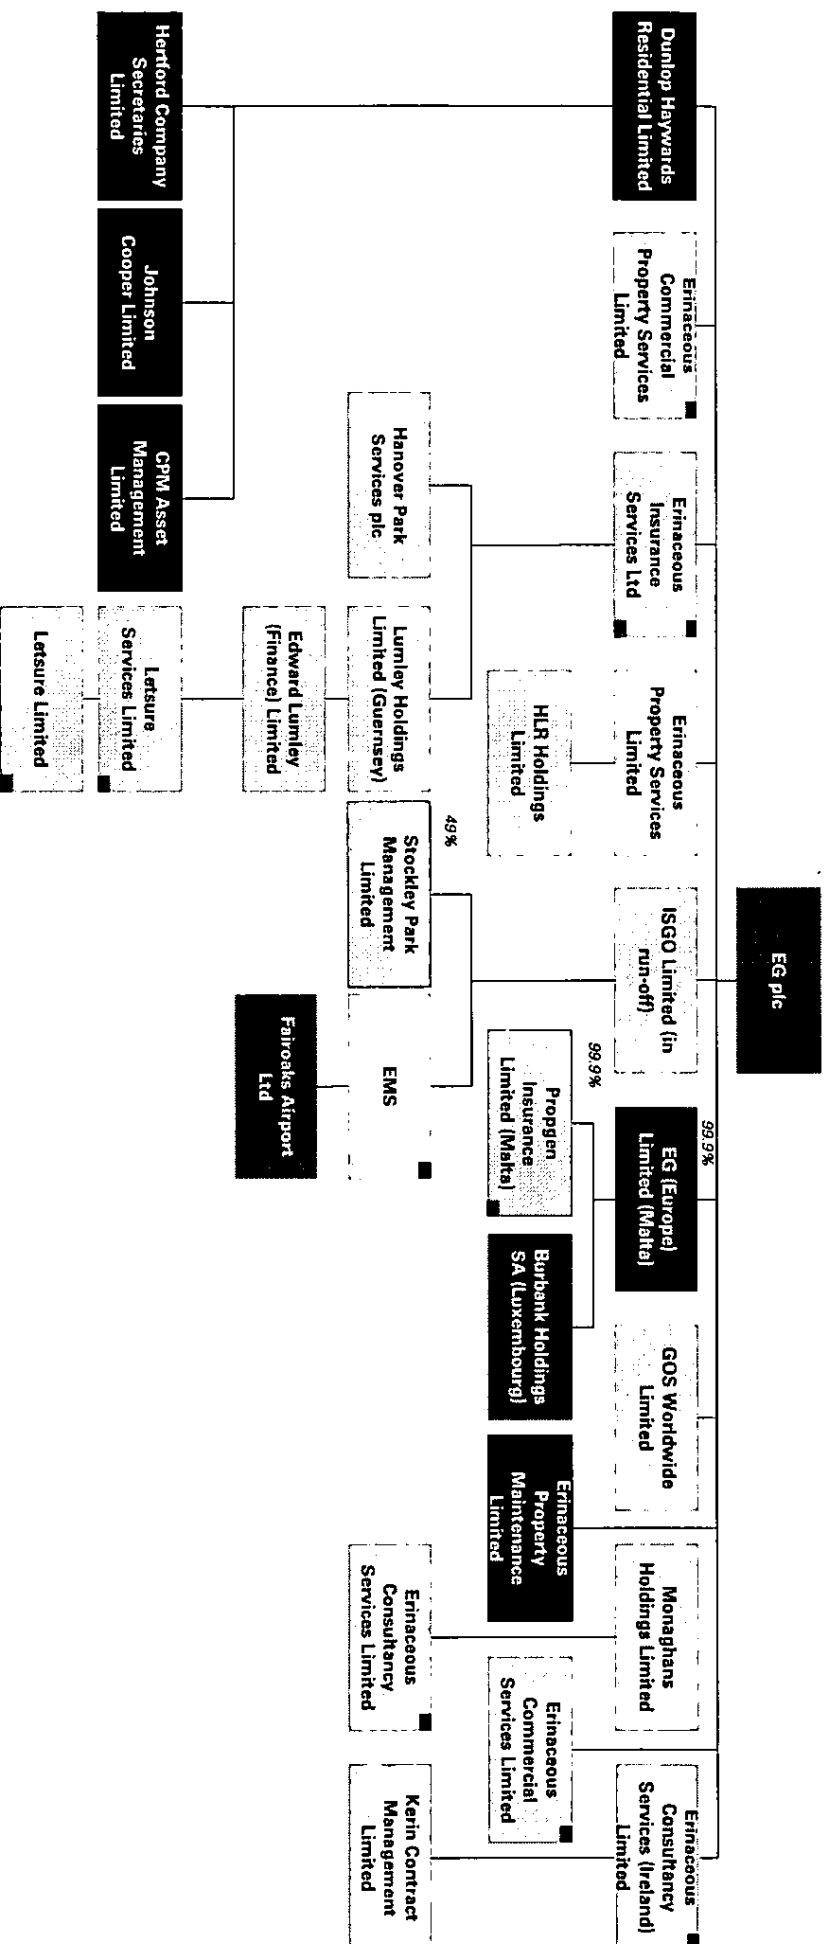 EG plc
Dunlop Haywards
Residential Limited
Erinaceous
Commercial
Property Services
Limited
Erinaceous
Insurance
Services Ltd
Erinaceous
Property Services
Limited
ISGO Limited (in
run-off)
99.9%
EG (Europe)
Limited (Malta)
GOS Worldwide
Limited
Monaghans
Holdings Limited
Erinaceous
Consultancy
Services (Ireland)
Limited
HLR Holdings
Limited
99.9%
Propgen
Insurance
Limited (Malta)
Burbank Holdings
SA (Luxembourg)
Erinaceous
Property
Maintenance
Limited
Erinaceous
Commercial
Services Limited
Hanover Park
Services plc
Lumley Holdings
Limited (Guernsey)
49%
Stockley Park
Management
Limited
EMS
Erinaceous
Consultancy
Services Limited
Kerin Contract
Management
Limited
Edward Lumley
(Finance) Limited
Fairoaks Airport
Ltd
Hertford Company
Secretaries
Limited
Johnson
Cooper Limited
CPM Asset
Management
Limited
Letsure
Services Limited
Letsure Limited